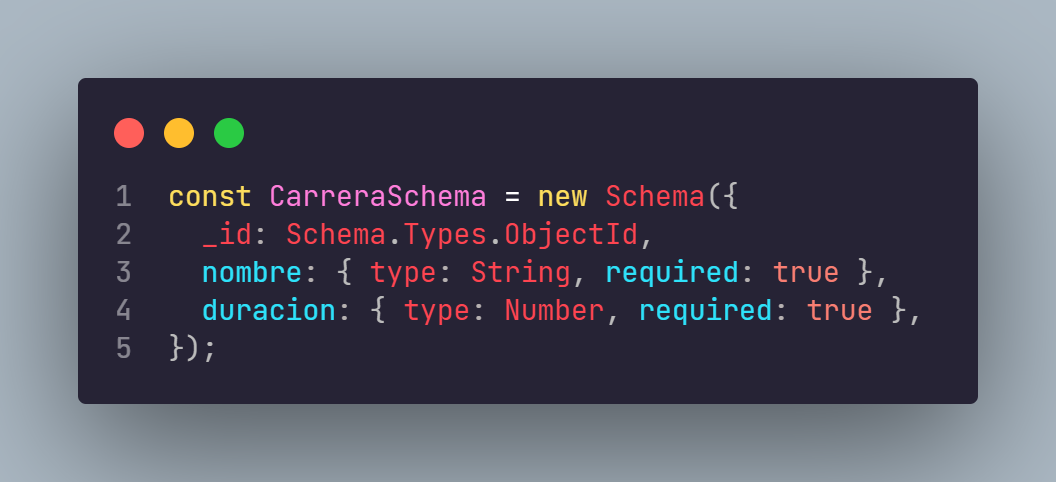 1 const CarreraSchema = new Schema({
2   _id: Schema.Types.ObjectId,
3   nombre: { type: String, required: true },
4   duracion: { type: Number, required: true },
5 });